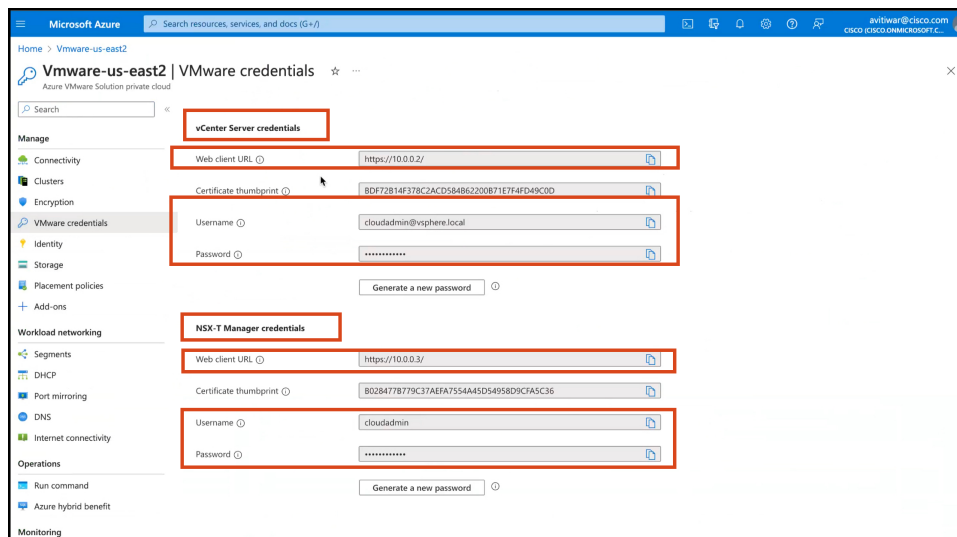 Microsoft Azure
Search resources, services, and docs (G+/)
avitiwar@cisco.com
CISCO (CISCO.ONMICROSOFT.C...
Home > Vmware-us-east2
Vmware-us-east2 | VMware credentials
Azure VMware Solution private cloud
Search
Manage
Connectivity
Clusters
Encryption
VMware credentials
Identity
Storage
Placement policies
Add-ons
Workload networking
Segments
DHCP
Port mirroring
DNS
Internet connectivity
Operations
Run command
Azure hybrid benefit
Monitoring
vCenter Server credentials
Web client URL https://10.0.0.2/
Certificate thumbprint BDF72B14F378C2ACD584B62200B71E7F4FD49C0D
Username cloudadmin@vsphere.local
Password ••••••••••••
Generate a new password
NSX-T Manager credentials
Web client URL https://10.0.0.3/
Certificate thumbprint B028477B779C37AEFA7554A45D54958D9CFA5C36
Username cloudadmin
Password ••••••••••••
Generate a new password